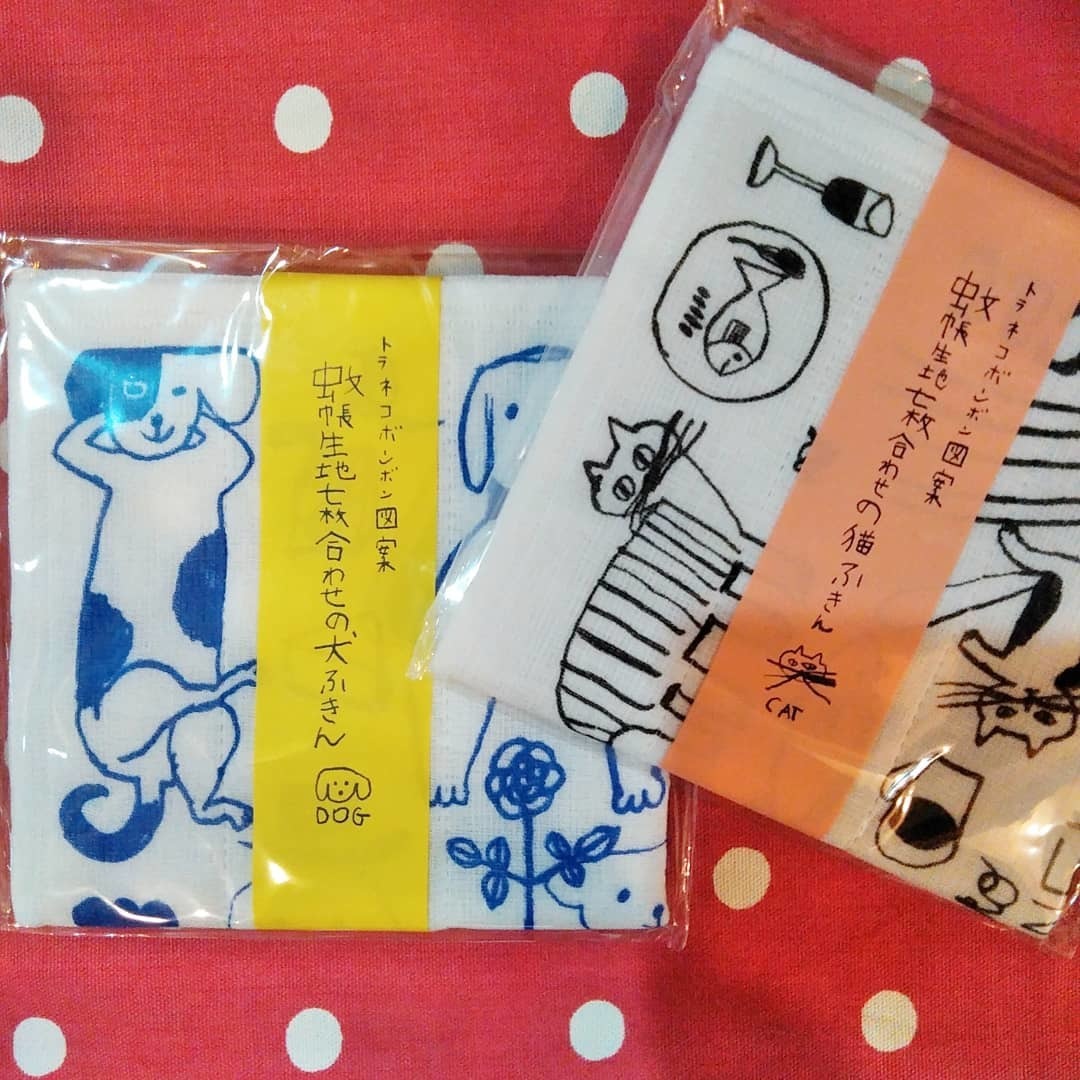 トラネコボンボン図案
蚊帳生地七枚合わせの犬ふきん
DOG
トラネコボンボン図案
蚊帳生地七枚合わせの猫ふきん
CAT